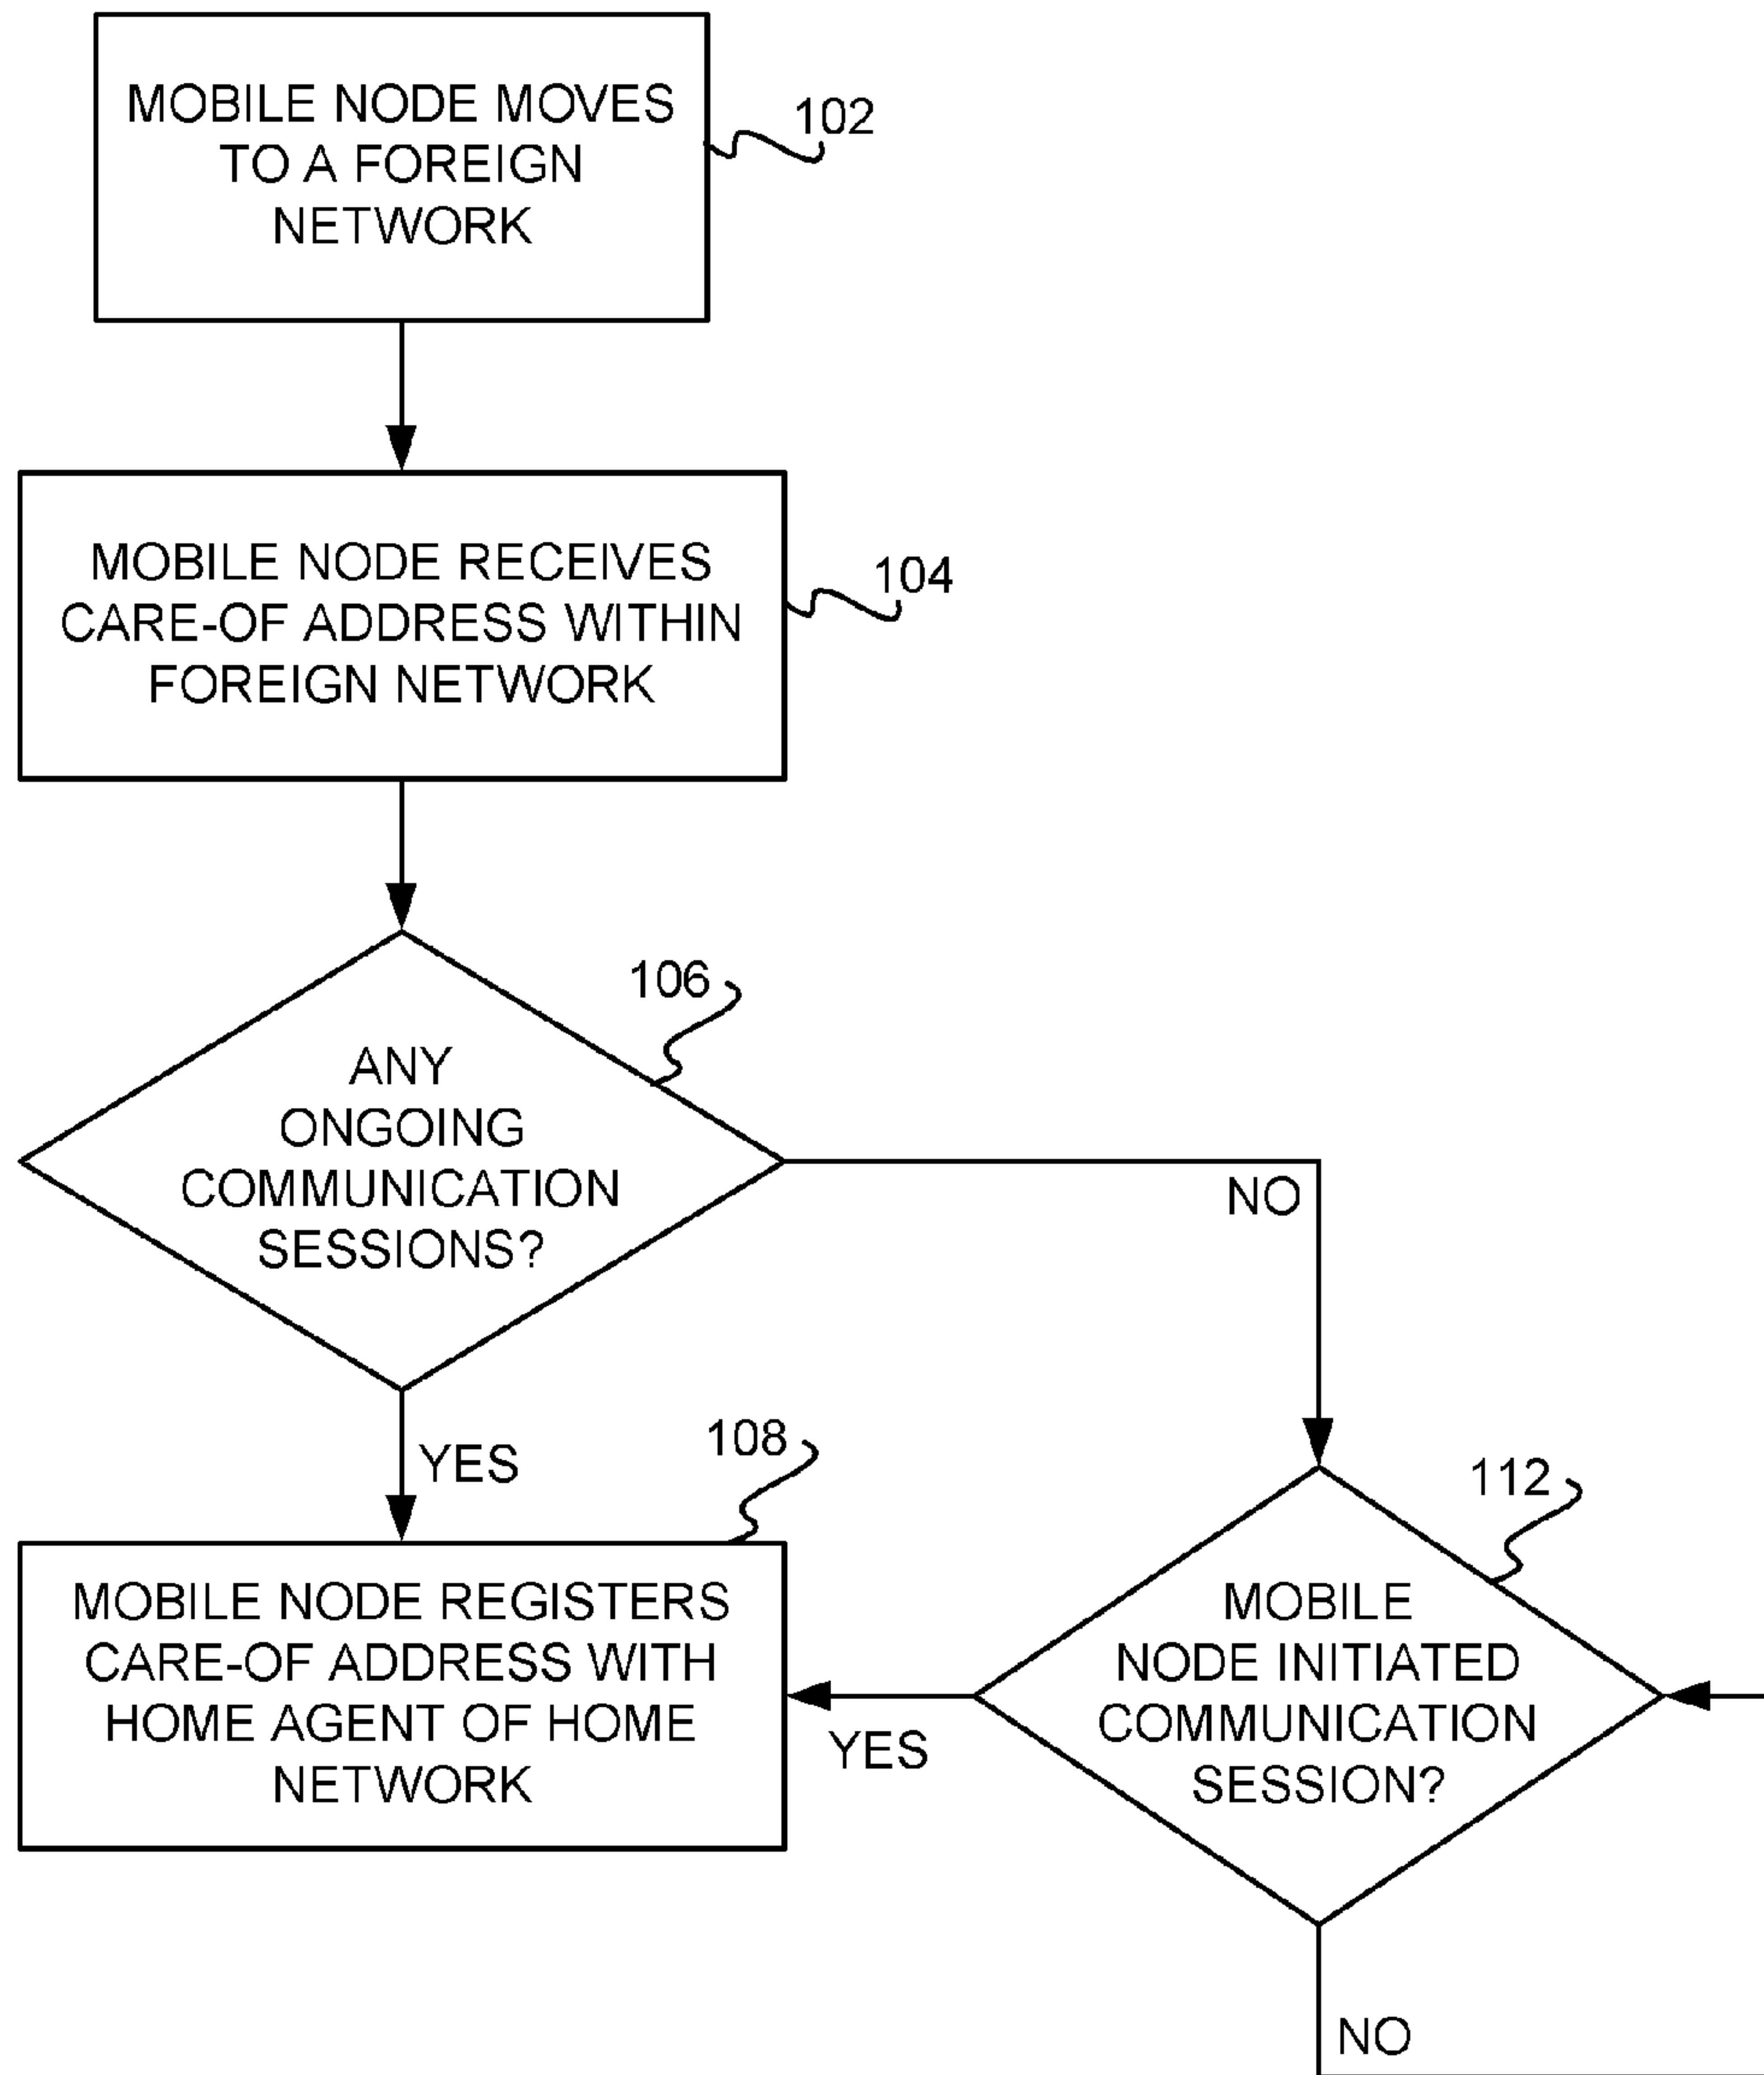 MOBILE NODE MOVES
TO A FOREIGN
NETWORK
102
MOBILE NODE RECEIVES
CARE-OF ADDRESS WITHIN
FOREIGN NETWORK
104
106
ANY
ONGOING
COMMUNICATION
SESSIONS?
NO
YES
108
MOBILE NODE REGISTERS
CARE-OF ADDRESS WITH
HOME AGENT OF HOME
NETWORK
112
MOBILE
NODE INITIATED
COMMUNICATION
SESSION?
YES
NO